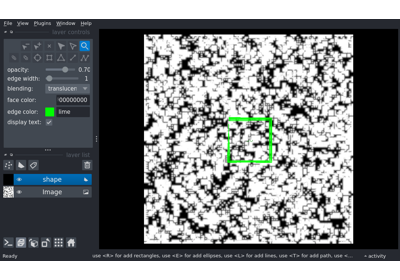 File View Plugins Window Help
layer controls
opacity: 0.70
edge width: 1
blending: translucen
face color: 00000000
edge color: lime
display text:
layer list
shape
Image
Ready use <R> for add rectangles, use <E> for add ellipses, use <L> for add lines, use <T> for add path, use <... activity